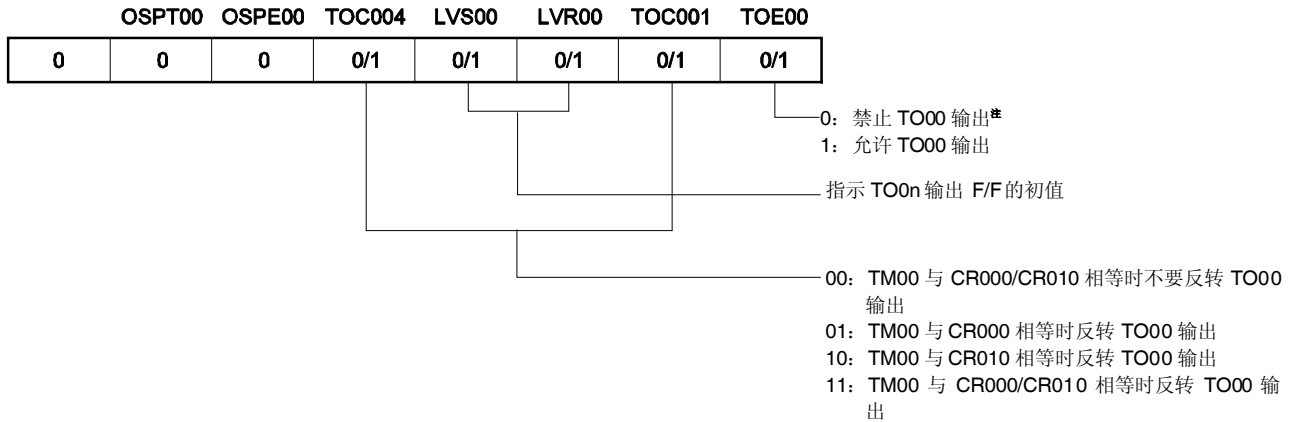 OSPT00 OSPE00 TOC004 LVS00 LVR00 TOC001 TOE00
0 0 0 0/1 0/1 0/1 0/1 0/1
0：禁止 TO00 输出注
1：允许 TO00 输出
指示 TO0n 输出 F/F 的初值
00：TM00 与 CR000/CR010 相等时不要反转 TO00
输出
01：TM00 与 CR000 相等时反转 TO00 输出
10：TM00 与 CR010 相等时反转 TO00 输出
11：TM00 与 CR000/CR010 相等时反转 TO00 输
出